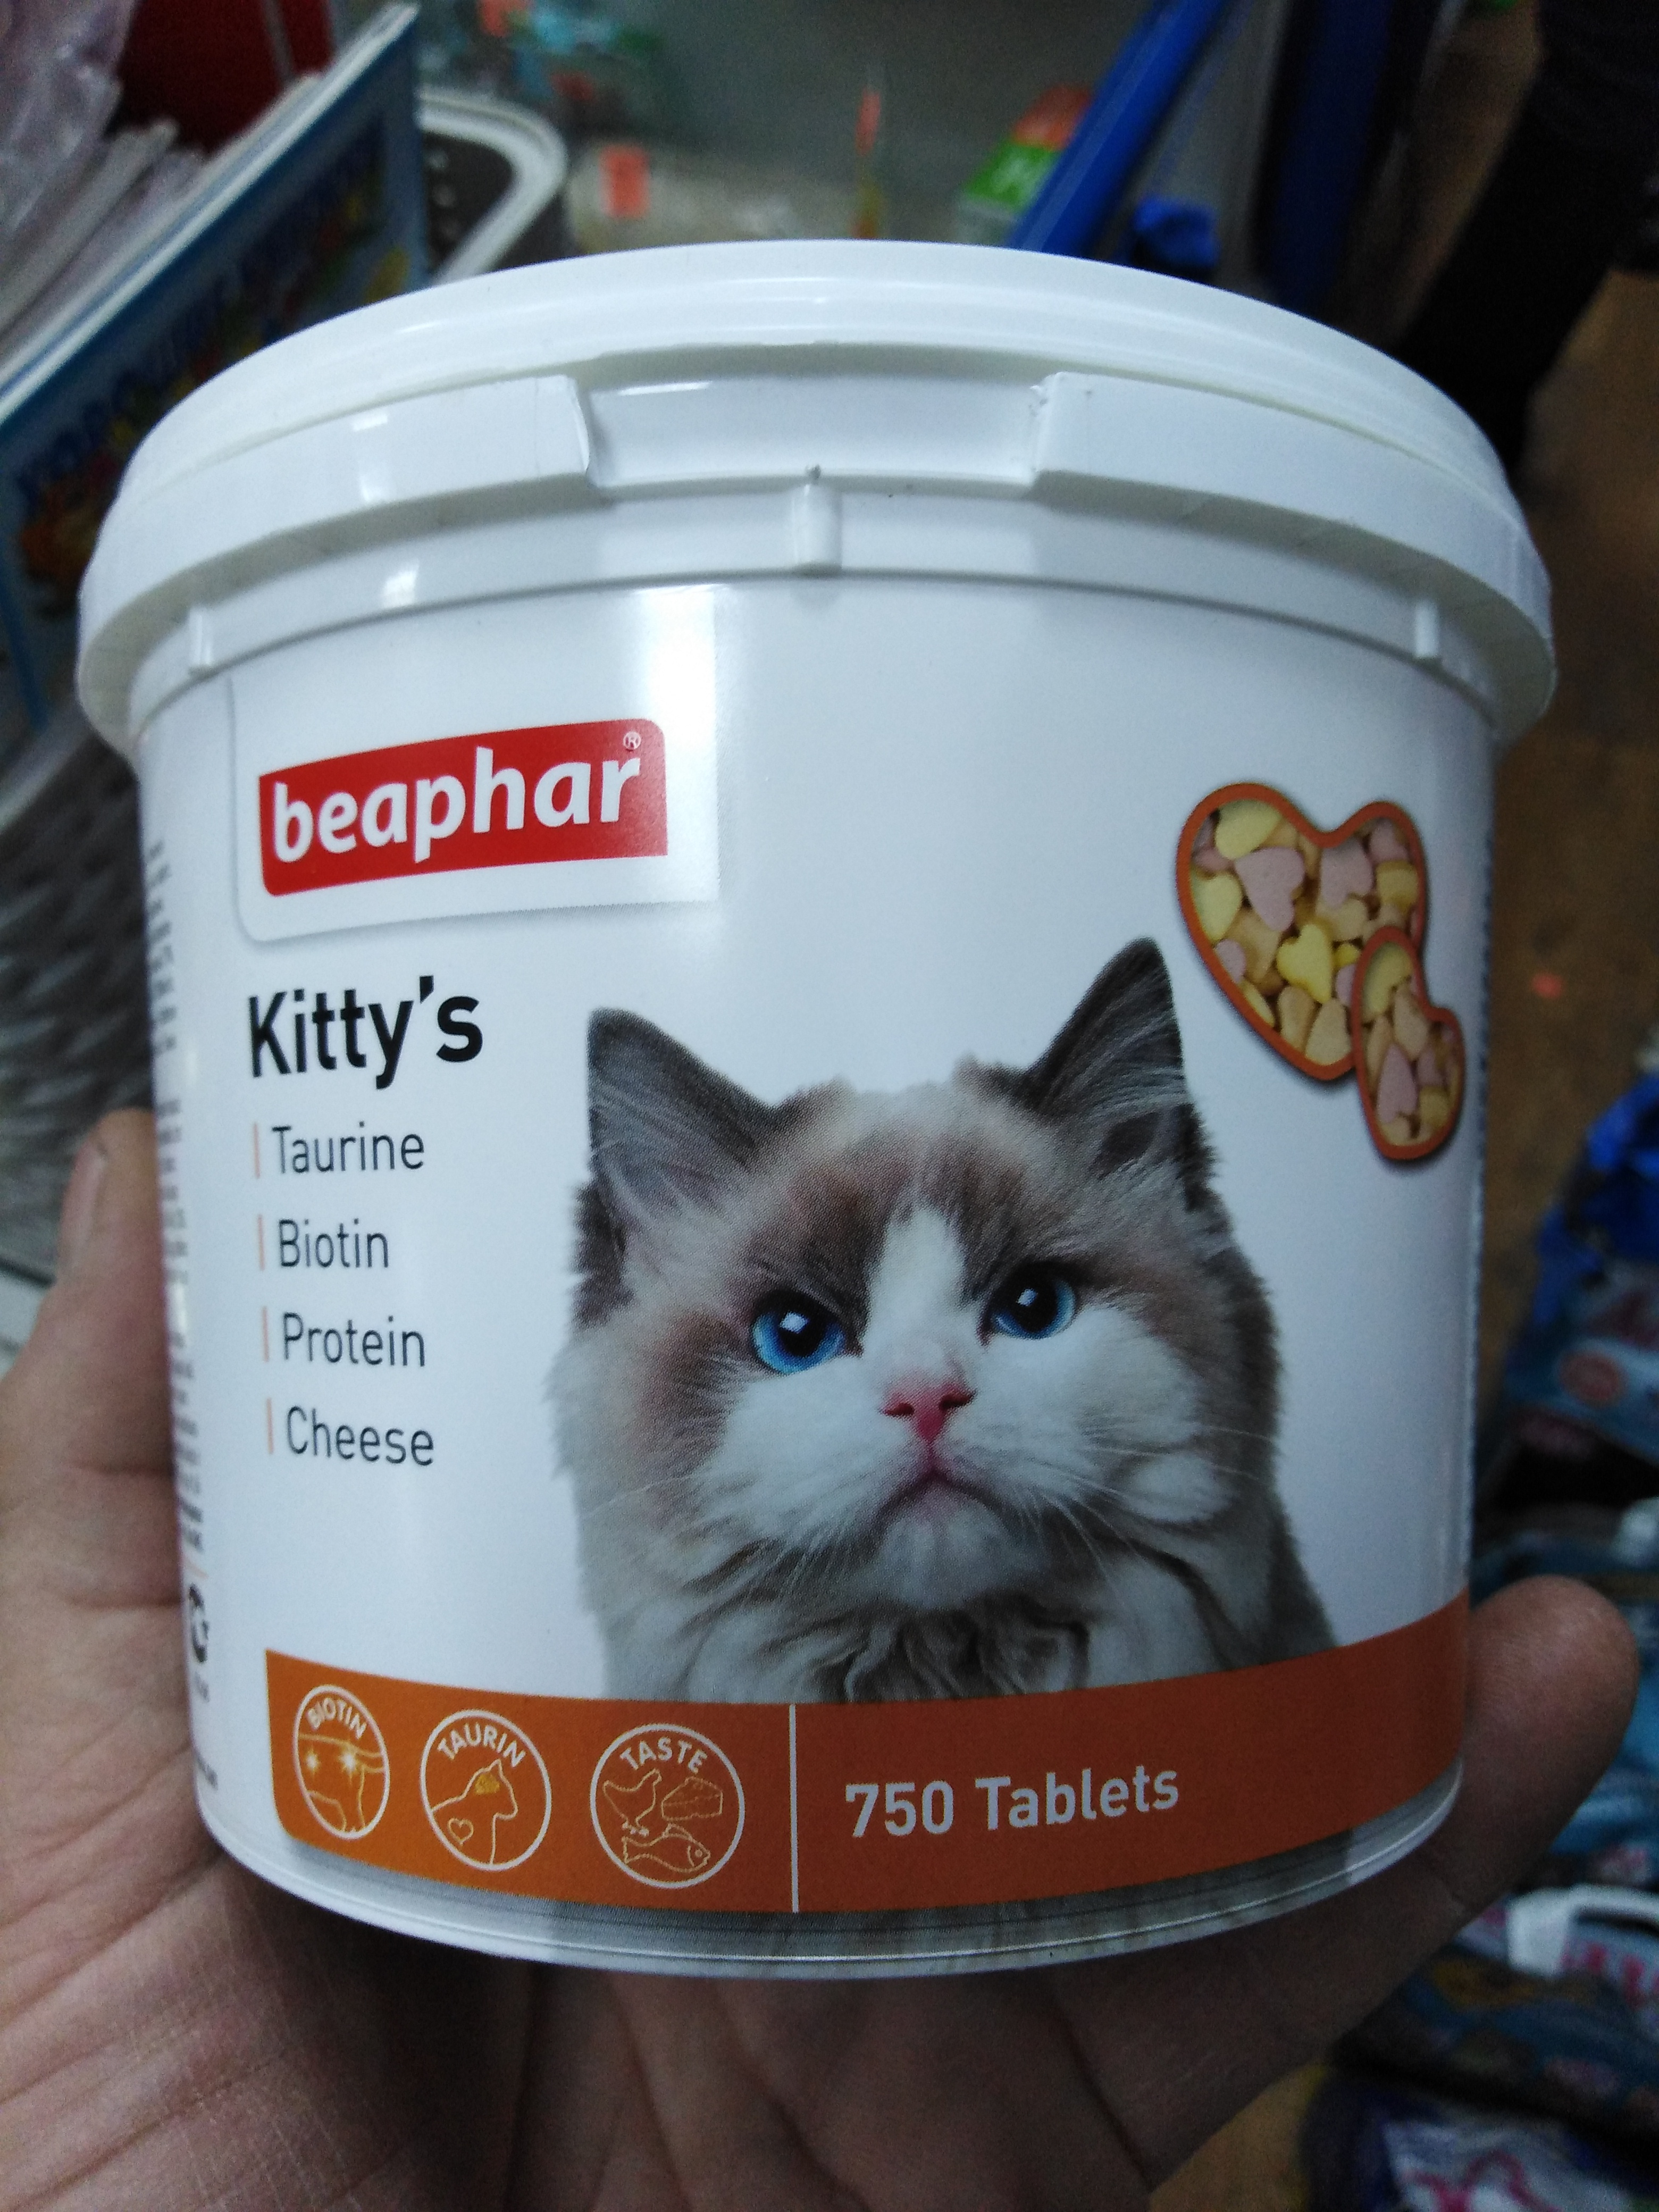 beaphar®
Kitty's
Taurine
Biotin
Protein
Cheese
BIOTIN
TAURIN
TASTE
750 Tablets